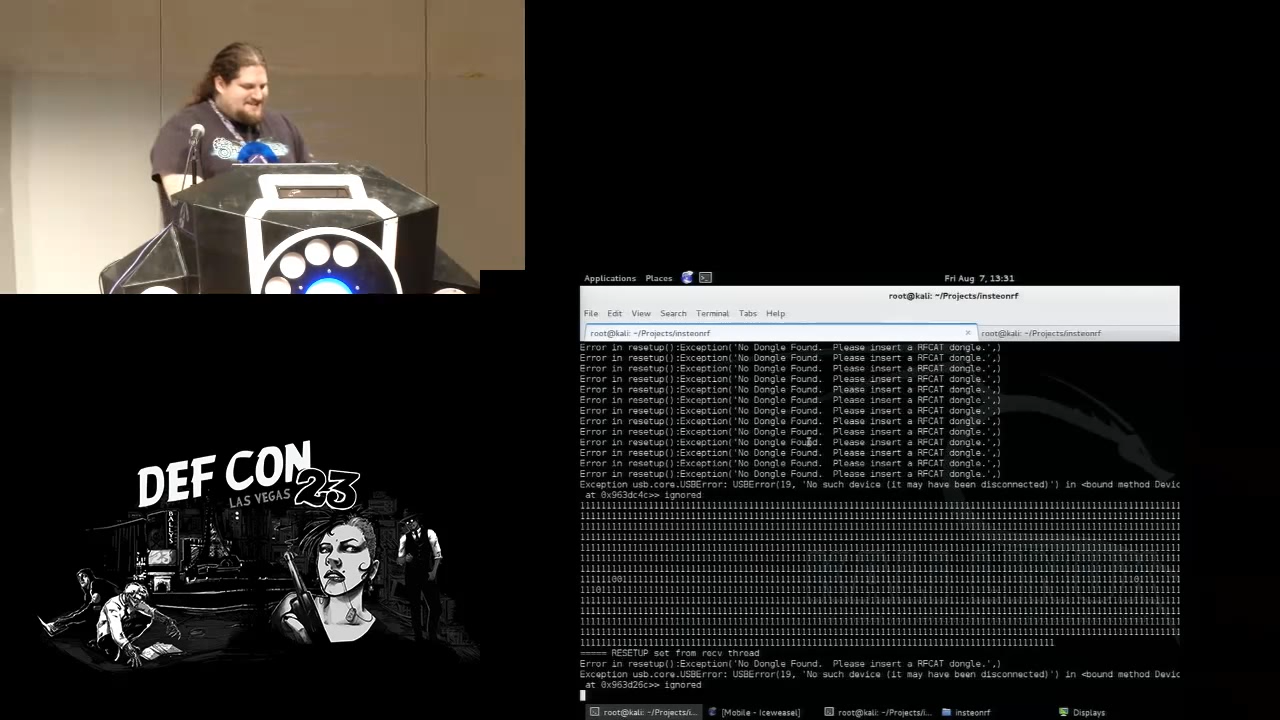 Applications Places Fri Aug 7, 13:31
root@kali: ~/Projects/insteonrf
File Edit View Search Terminal Tabs Help
root@kali: ~/Projects/insteonrf × root@kali: ~/Projects/insteonrf
Error in resetup():Exception('No Dongle Found.  Please insert a RFCAT dongle.',)
Error in resetup():Exception('No Dongle Found.  Please insert a RFCAT dongle.',)
Error in resetup():Exception('No Dongle Found.  Please insert a RFCAT dongle.',)
Error in resetup():Exception('No Dongle Found.  Please insert a RFCAT dongle.',)
Error in resetup():Exception('No Dongle Found.  Please insert a RFCAT dongle.',)
Error in resetup():Exception('No Dongle Found.  Please insert a RFCAT dongle.',)
Error in resetup():Exception('No Dongle Found.  Please insert a RFCAT dongle.',)
Error in resetup():Exception('No Dongle Found.  Please insert a RFCAT dongle.',)
Error in resetup():Exception('No Dongle Found.  Please insert a RFCAT dongle.',)
Error in resetup():Exception('No Dongle Found.  Please insert a RFCAT dongle.',)
Error in resetup():Exception('No Dongle Found.  Please insert a RFCAT dongle.',)
Error in resetup():Exception('No Dongle Found.  Please insert a RFCAT dongle.',)
Error in resetup():Exception('No Dongle Found.  Please insert a RFCAT dongle.',)
Exception usb.core.USBError: USBError(19, 'No such device (it may have been disconnected)') in <bound method Devic
at 0x963dc4c>> ignored
===== RESETUP set from recv thread
Error in resetup():Exception('No Dongle Found.  Please insert a RFCAT dongle.',)
Exception usb.core.USBError: USBError(19, 'No such device (it may have been disconnected)') in <bound method Devic
at 0x963d26c>> ignored
root@kali: ~/Projects/i... [Mobile - Iceweasel] root@kali: ~/Projects/i... insteonrf Displays
DEF CON 23
LAS VEGAS
BALLYS